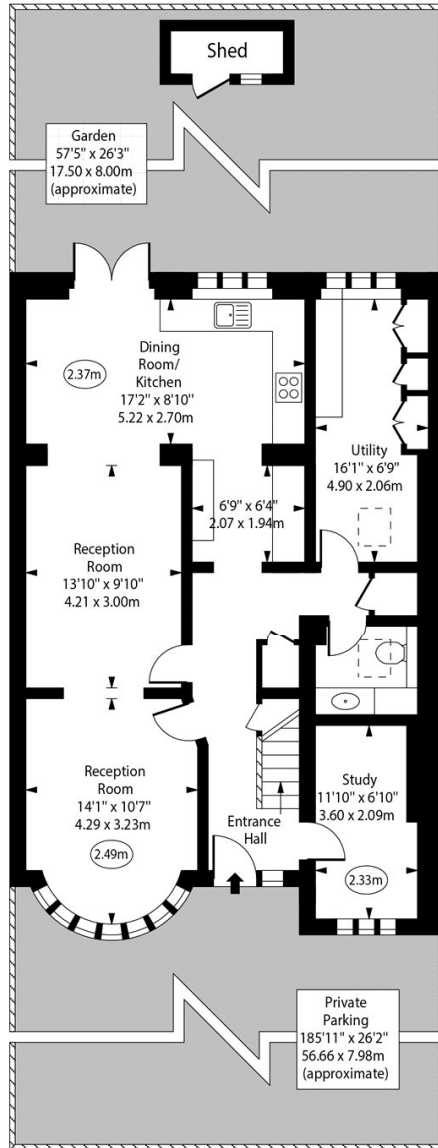 Shed
Garden
57'5" x 26'3"
17.50 x 8.00m
(approximate)
2.37m
Dining
Room/
Kitchen
17'2" x 8'10"
5.22 x 2.70m
Utility
16'1" x 6'9"
4.90 x 2.06m
6'9" x 6'4"
2.07 x 1.94m
Reception
Room
13'10" x 9'10"
4.21 x 3.00m
Reception
Room
14'1" x 10'7"
4.29 x 3.23m
2.49m
Entrance
Hall
Study
11'10" x 6'10"
3.60 x 2.09m
2.33m
Private
Parking
185'11" x 26'2"
56.66 x 7.98m
(approximate)